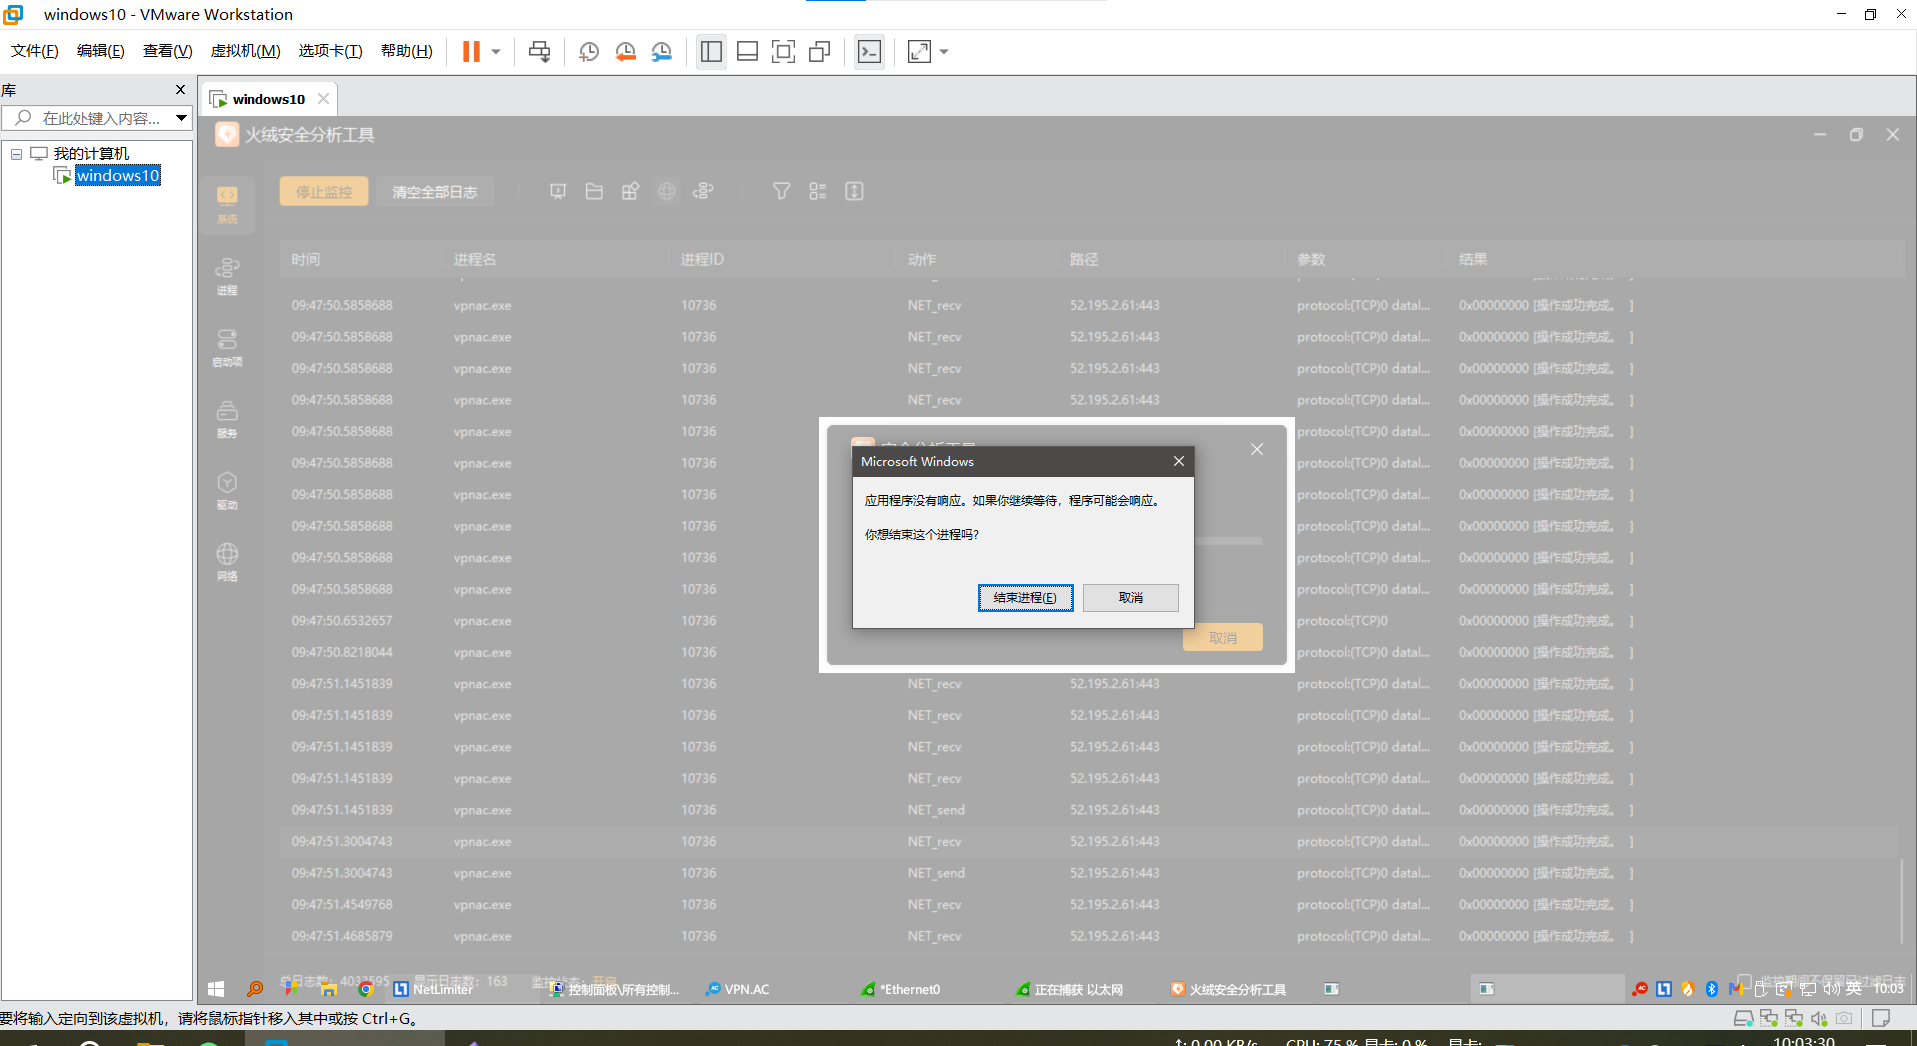 windows10 - VMware Workstation
文件(F) 编辑(E) 查看(V) 虚拟机(M) 选项卡(T) 帮助(H)
库
在此处键入内容...
我的计算机
windows10
windows10
火绒安全分析工具
停止监控 清空全部日志
系统
进程
启动项
服务
驱动
网络
时间 进程名 进程ID 动作 路径 参数 结果
09:47:50.5858688 vpnac.exe 10736 NET_recv 52.195.2.61:443 protocol:(TCP)0 datal... 0x00000000 [操作成功完成。 ]
09:47:50.5858688 vpnac.exe 10736 NET_recv 52.195.2.61:443 protocol:(TCP)0 datal... 0x00000000 [操作成功完成。 ]
09:47:50.5858688 vpnac.exe 10736 NET_recv 52.195.2.61:443 protocol:(TCP)0 datal... 0x00000000 [操作成功完成。 ]
09:47:50.5858688 vpnac.exe 10736 NET_recv 52.195.2.61:443 protocol:(TCP)0 datal... 0x00000000 [操作成功完成。 ]
09:47:50.5858688 vpnac.exe 10736 protocol:(TCP)0 datal... 0x00000000 [操作成功完成。 ]
09:47:50.5858688 vpnac.exe 10736 protocol:(TCP)0 datal... 0x00000000 [操作成功完成。 ]
09:47:50.5858688 vpnac.exe 10736 protocol:(TCP)0 datal... 0x00000000 [操作成功完成。 ]
09:47:50.5858688 vpnac.exe 10736 protocol:(TCP)0 datal... 0x00000000 [操作成功完成。 ]
09:47:50.5858688 vpnac.exe 10736 protocol:(TCP)0 datal... 0x00000000 [操作成功完成。 ]
09:47:50.5858688 vpnac.exe 10736 protocol:(TCP)0 datal... 0x00000000 [操作成功完成。 ]
09:47:50.6532657 vpnac.exe 10736 protocol:(TCP)0 0x00000000 [操作成功完成。 ]
09:47:50.8218044 vpnac.exe 10736 protocol:(TCP)0 datal... 0x00000000 [操作成功完成。 ]
09:47:51.1451839 vpnac.exe 10736 NET_recv 52.195.2.61:443 protocol:(TCP)0 datal... 0x00000000 [操作成功完成。 ]
09:47:51.1451839 vpnac.exe 10736 NET_recv 52.195.2.61:443 protocol:(TCP)0 datal... 0x00000000 [操作成功完成。 ]
09:47:51.1451839 vpnac.exe 10736 NET_recv 52.195.2.61:443 protocol:(TCP)0 datal... 0x00000000 [操作成功完成。 ]
09:47:51.1451839 vpnac.exe 10736 NET_recv 52.195.2.61:443 protocol:(TCP)0 datal... 0x00000000 [操作成功完成。 ]
09:47:51.1451839 vpnac.exe 10736 NET_send 52.195.2.61:443 protocol:(TCP)0 datal... 0x00000000 [操作成功完成。 ]
09:47:51.3004743 vpnac.exe 10736 NET_recv 52.195.2.61:443 protocol:(TCP)0 datal... 0x00000000 [操作成功完成。 ]
09:47:51.3004743 vpnac.exe 10736 NET_send 52.195.2.61:443 protocol:(TCP)0 datal... 0x00000000 [操作成功完成。 ]
09:47:51.4549768 vpnac.exe 10736 NET_recv 52.195.2.61:443 protocol:(TCP)0 datal... 0x00000000 [操作成功完成。 ]
09:47:51.4685879 vpnac.exe 10736 NET_recv 52.195.2.61:443 protocol:(TCP)0 datal... 0x00000000 [操作成功完成。 ]
Microsoft Windows
应用程序没有响应。如果你继续等待，程序可能会响应。
你想结束这个进程吗?
结束进程(E) 取消
取消
总日志数: 4033595 显示日志数: 163 监控状态: 开启 监控期间不保留已过滤日志
NetLimiter 控制面板\所有控制... VPN.AC *Ethernet0 正在捕获 以太网 火绒安全分析工具 英 10:03
要将输入定向到该虚拟机，请将鼠标指针移入其中或按 Ctrl+G。
0.00 KB/s CPU: 75 % 显卡: 0 % 显卡: 10:03:30